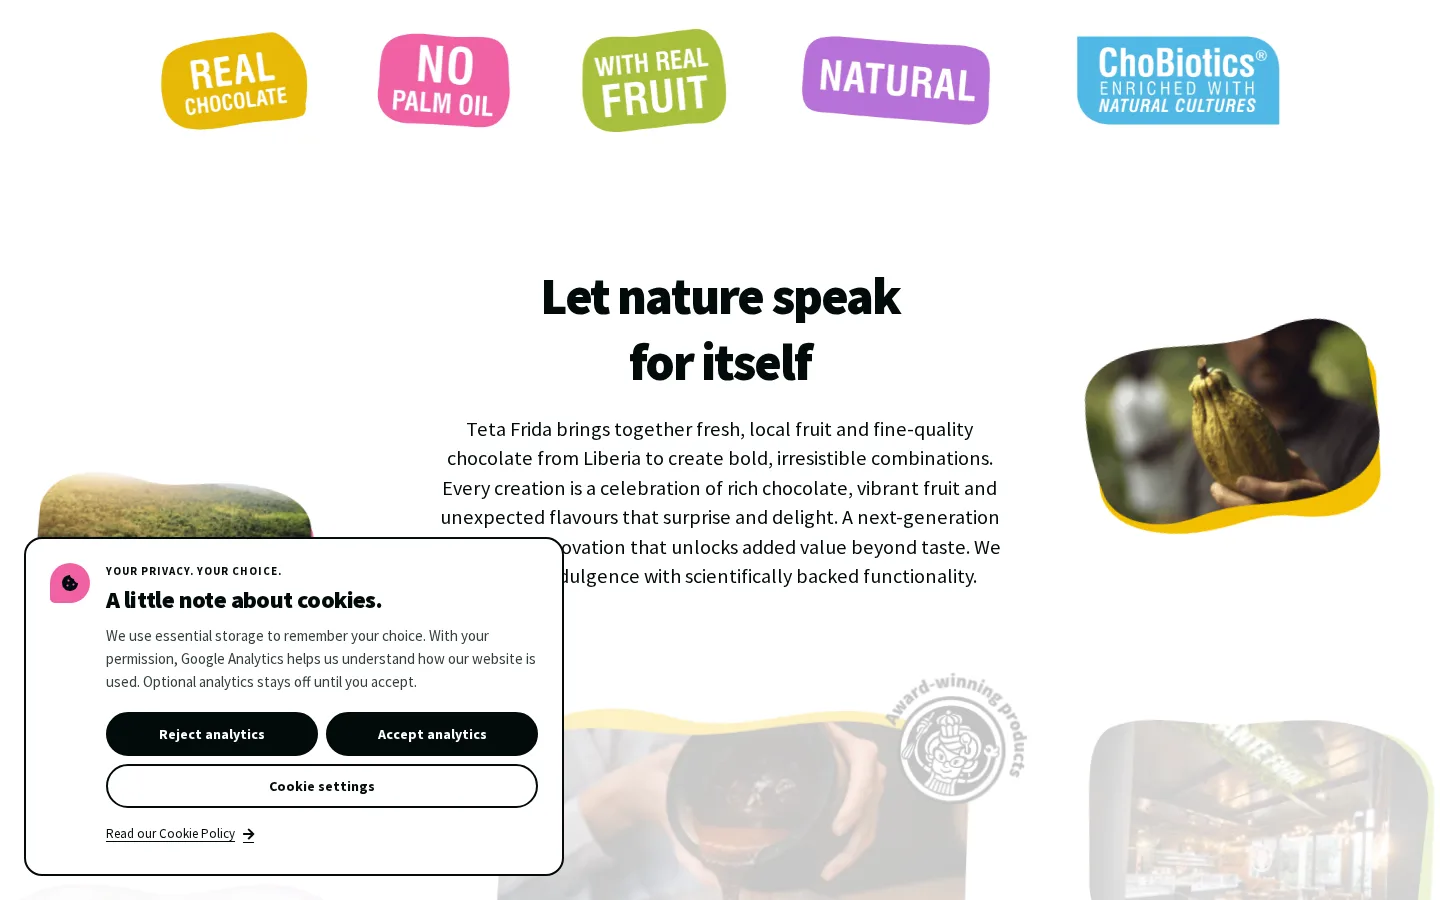 REAL
CHOCOLATE
NO
PALM OIL
WITH REAL
FRUIT
NATURAL
ChoBiotics®
ENRICHED WITH
NATURAL CULTURES
Let nature speak
for itself
Teta Frida brings together fresh, local fruit and fine-quality
chocolate from Liberia to create bold, irresistible combinations.
Every creation is a celebration of rich chocolate, vibrant fruit and
unexpected flavours that surprise and delight. A next-generation
ovation that unlocks added value beyond taste. We
dulgence with scientifically backed functionality.
YOUR PRIVACY. YOUR CHOICE.
A little note about cookies.
We use essential storage to remember your choice. With your
permission, Google Analytics helps us understand how our website is
used. Optional analytics stays off until you accept.
Reject analytics
Accept analytics
Cookie settings
Read our Cookie Policy
Award-winning products